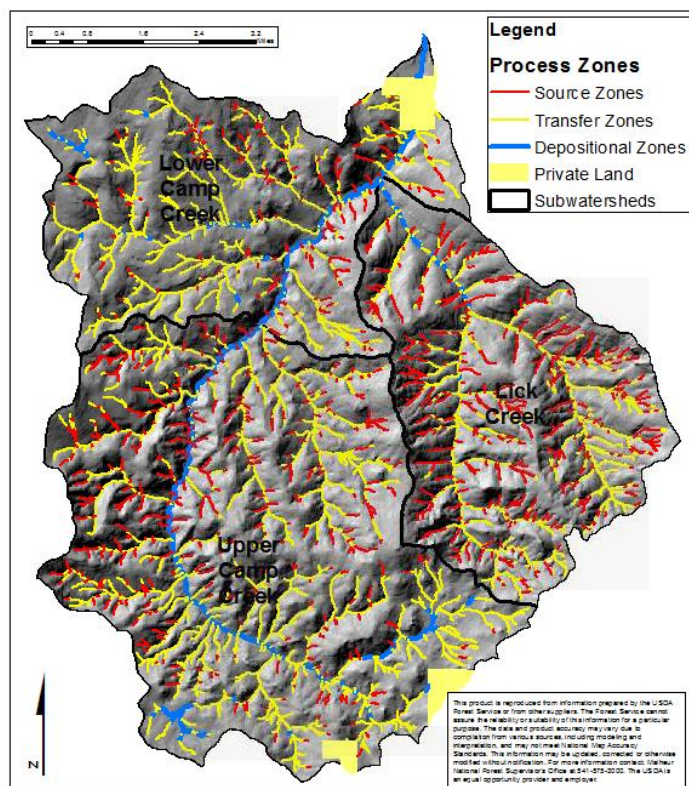 0 0.4 0.8 1.6 2.4 3.2
Miles
Legend
Process Zones
Source Zones
Transfer Zones
Depositional Zones
Private Land
Subwatersheds
Lower
Camp
Creek
Lick
Creek
Upper
Camp
Creek
N
This product is reproduced from information prepared by the USDA
Forest Service or from other suppliers. The Forest Service cannot
assure the reliability or suitability of this information for a particular
purpose. The data and product accuracy may vary due to
compilation from various sources, including modeling and
interpretation, and may not meet National Map Accuracy
Standards. This information may be updated, corrected or otherwise
modified without notification. For more information contact: Malheur
National Forest Supervisor's Office at 541-575-3000. The USDA is
an equal opportunity provider and employer.